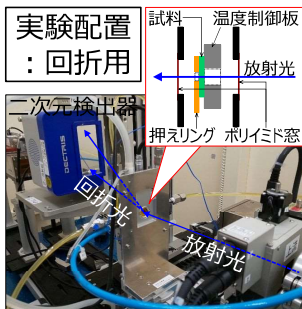 実験配置
：回折用
試料
温度制御板
放射光
押えリング
ポリイミド窓
二次元検出器
DECTRIS
回折光
放射光